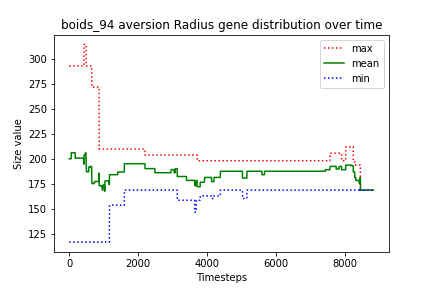 boids_94 aversion Radius gene distribution over time
max
mean
min
Size value
300
275
250
225
200
175
150
125
0
2000
4000
6000
8000
Timesteps